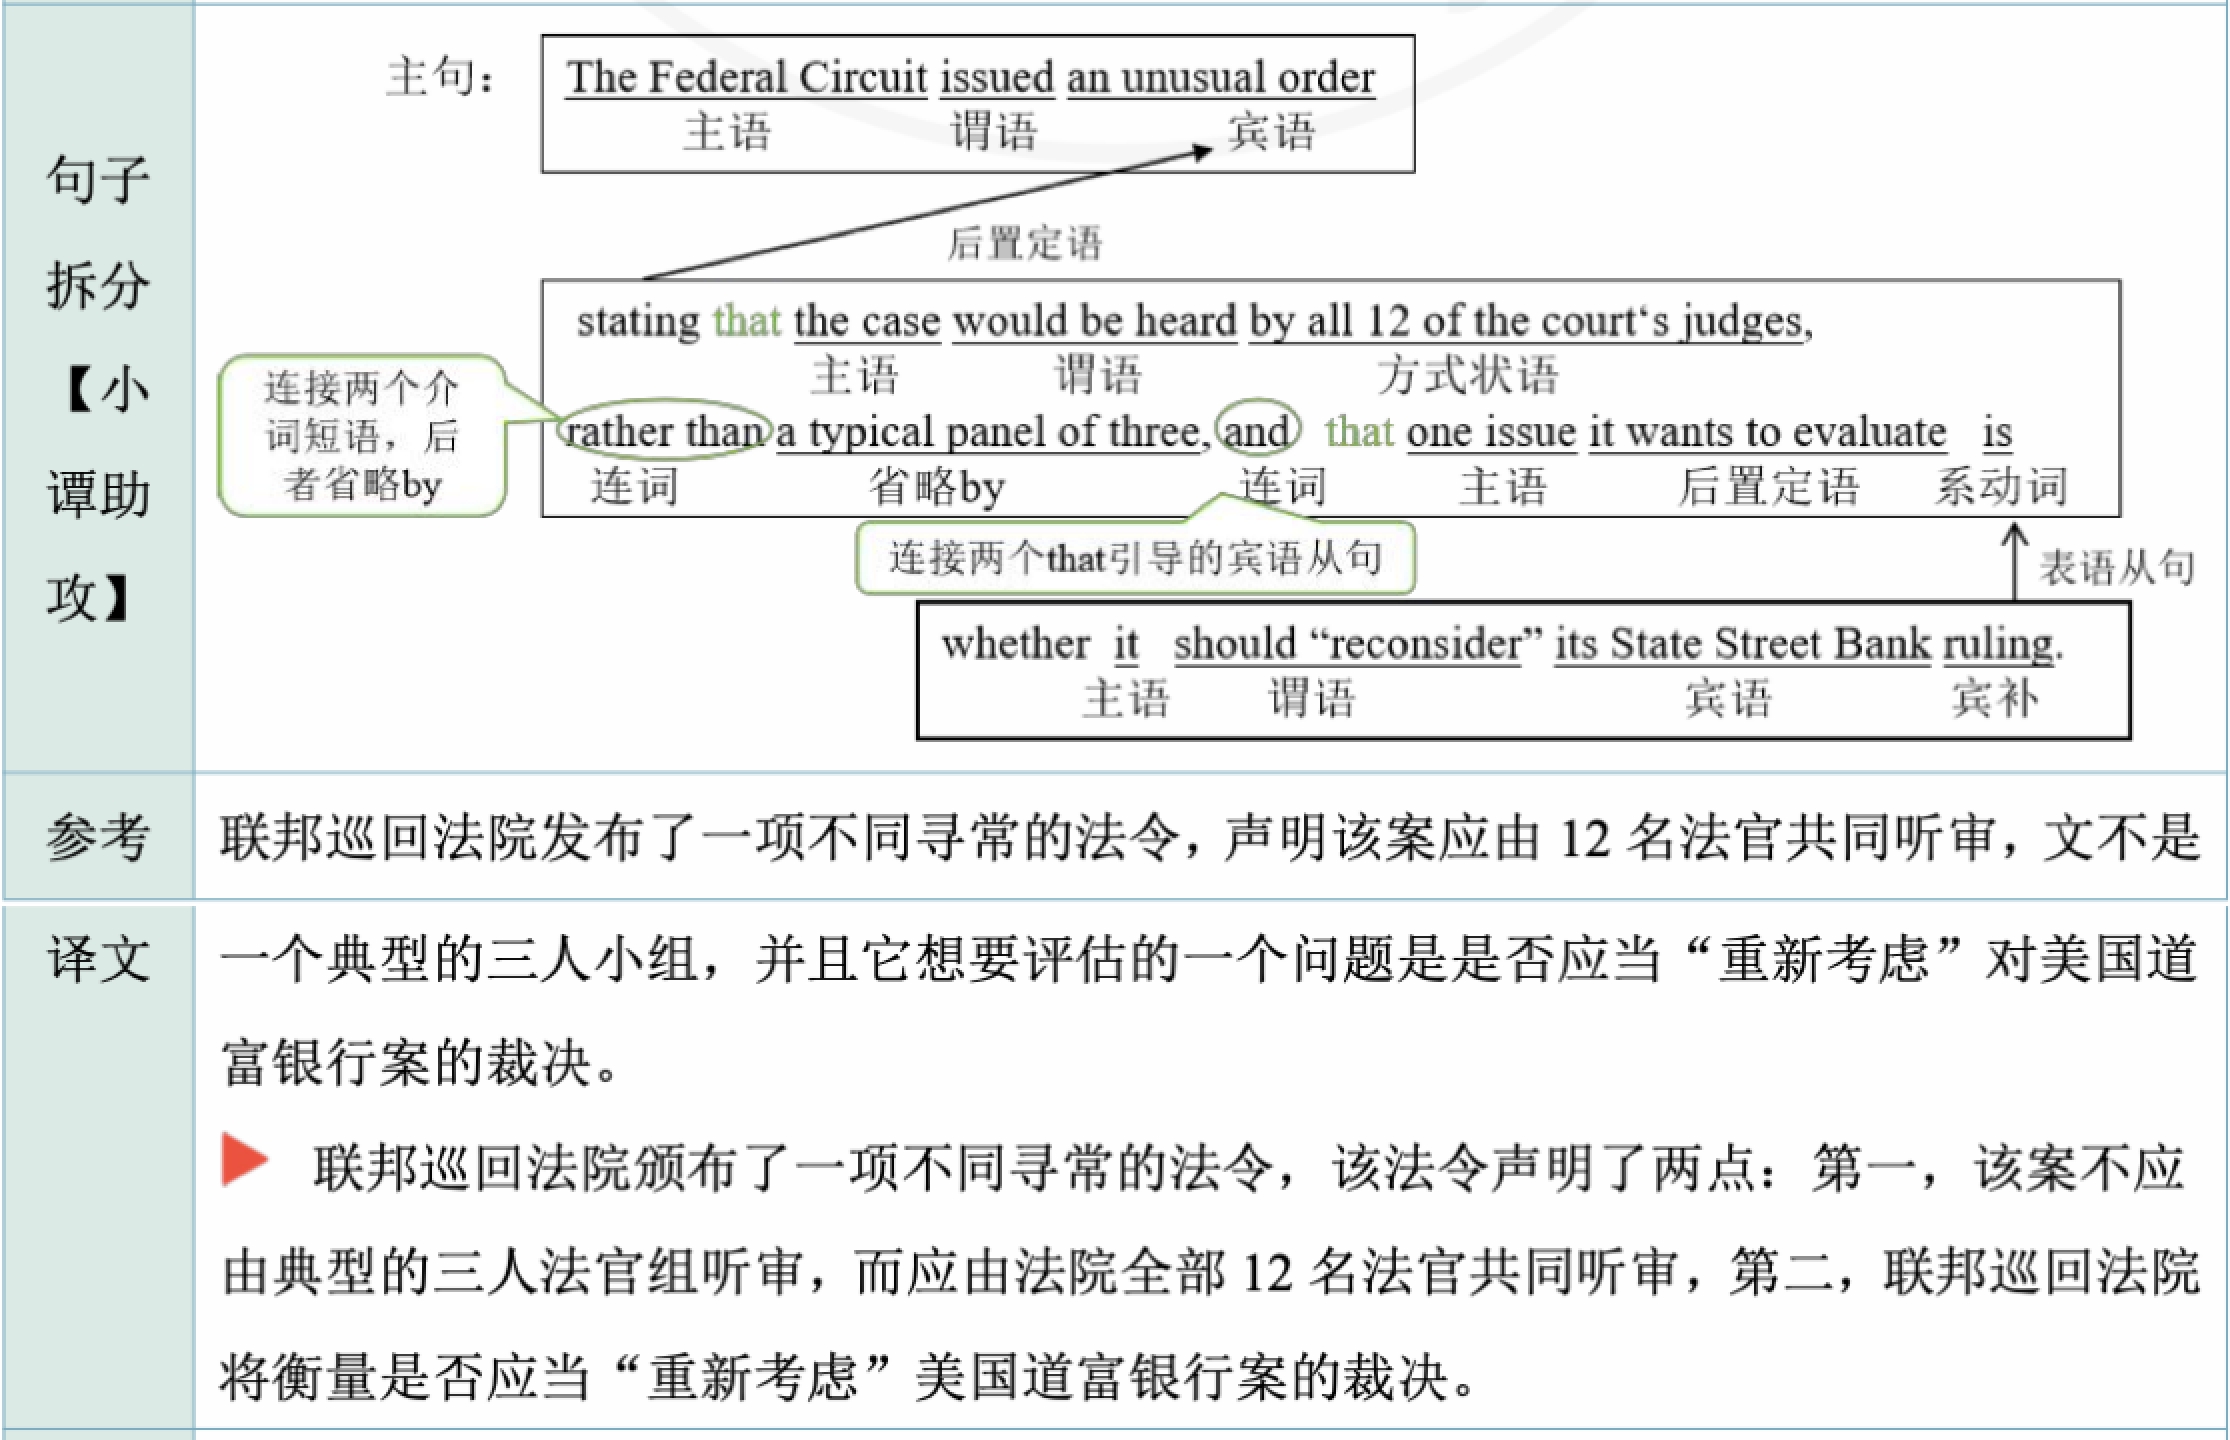 主句：
The Federal Circuit issued an unusual order
主语 谓语 宾语
后置定语
句子
拆分
【小
谭助
攻】
stating that the case would be heard by all 12 of the court‘s judges,
主语 谓语 方式状语
连接两个介
词短语，后
者省略by
rather than a typical panel of three, and that one issue it wants to evaluate is
连词 省略by 连词 主语 后置定语 系动词
连接两个that引导的宾语从句
表语从句
whether it should “reconsider” its State Street Bank ruling.
主语 谓语 宾语 宾补
参考
联邦巡回法院发布了一项不同寻常的法令，声明该案应由 12 名法官共同听审，文不是
译文
一个典型的三人小组，并且它想要评估的一个问题是是否应当“重新考虑”对美国道
富银行案的裁决。
联邦巡回法院颁布了一项不同寻常的法令，该法令声明了两点：第一，该案不应
由典型的三人法官组听审，而应由法院全部 12 名法官共同听审，第二，联邦巡回法院
将衡量是否应当“重新考虑”美国道富银行案的裁决。